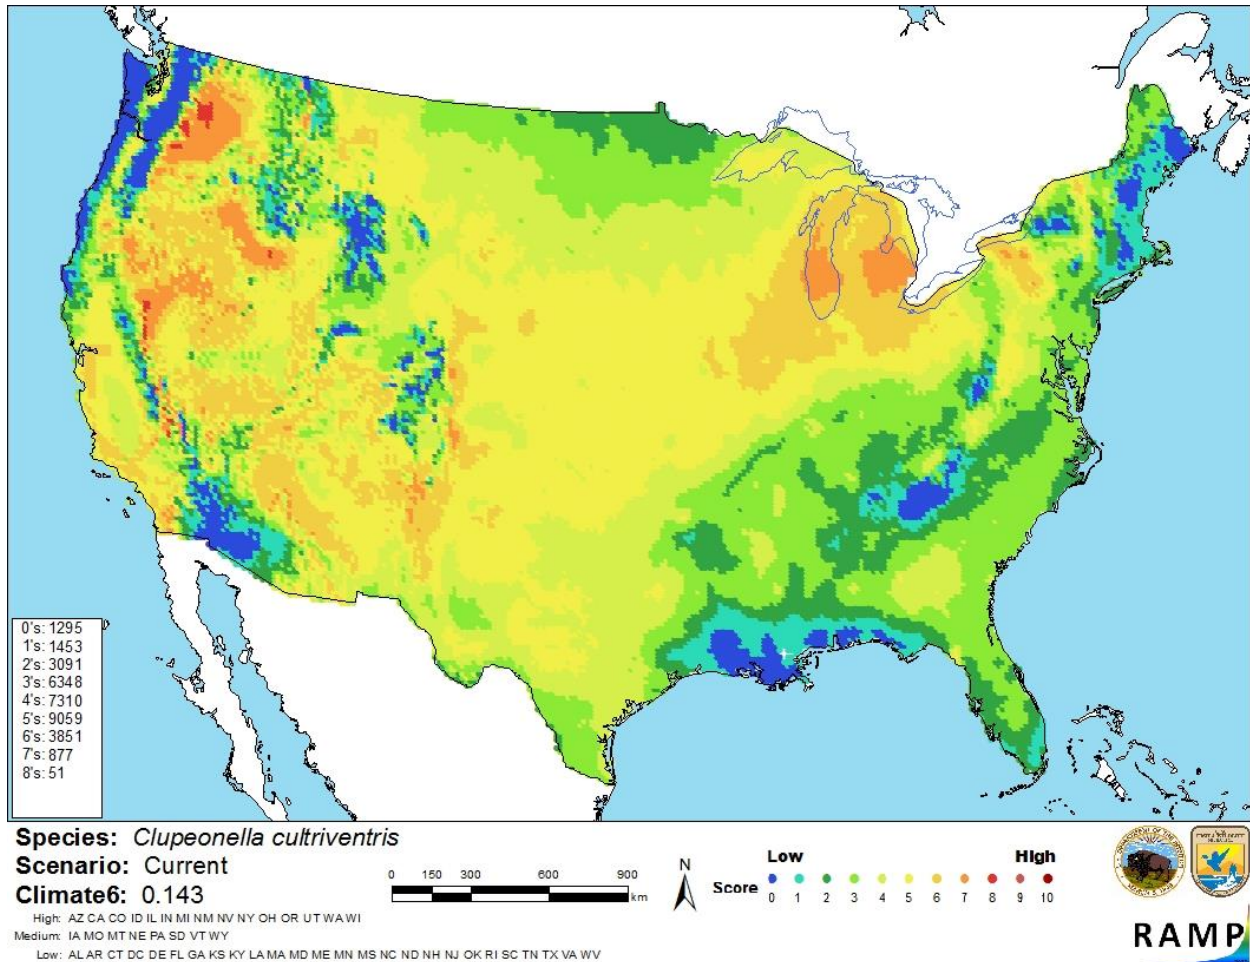 0's: 1295
1's: 1453
2's: 3091
3's: 6348
4's: 7310
5's: 9059
6's: 3851
7's: 877
8's: 51
Species: Clupeonella cultriventris
Scenario: Current
Climate6: 0.143
High: AZ CA CO ID IL IN MI NM NV NY OH OR UT WA WI
Medium: IA MO MT NE PA SD VT WY
Low: AL AR CT DC DE FL GA KS KY LA MA MD ME MN MS NC ND NH NJ OK RI SC TN TX VA WV
0 150 300 600 900
km
N
Low High
Score
0 1 2 3 4 5 6 7 8 9 10
RAMP